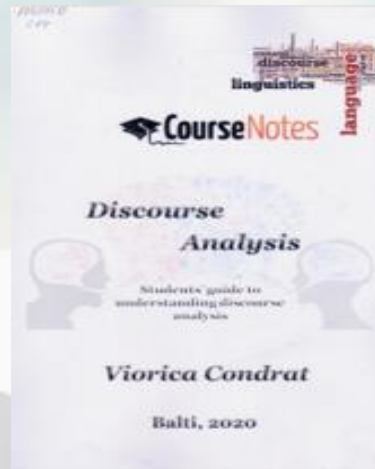 discourse
linguistics
language
CourseNotes
Discourse
Analysis
Students' guide to
understanding discourse
analysis
Viorica Condrat
Balti, 2020